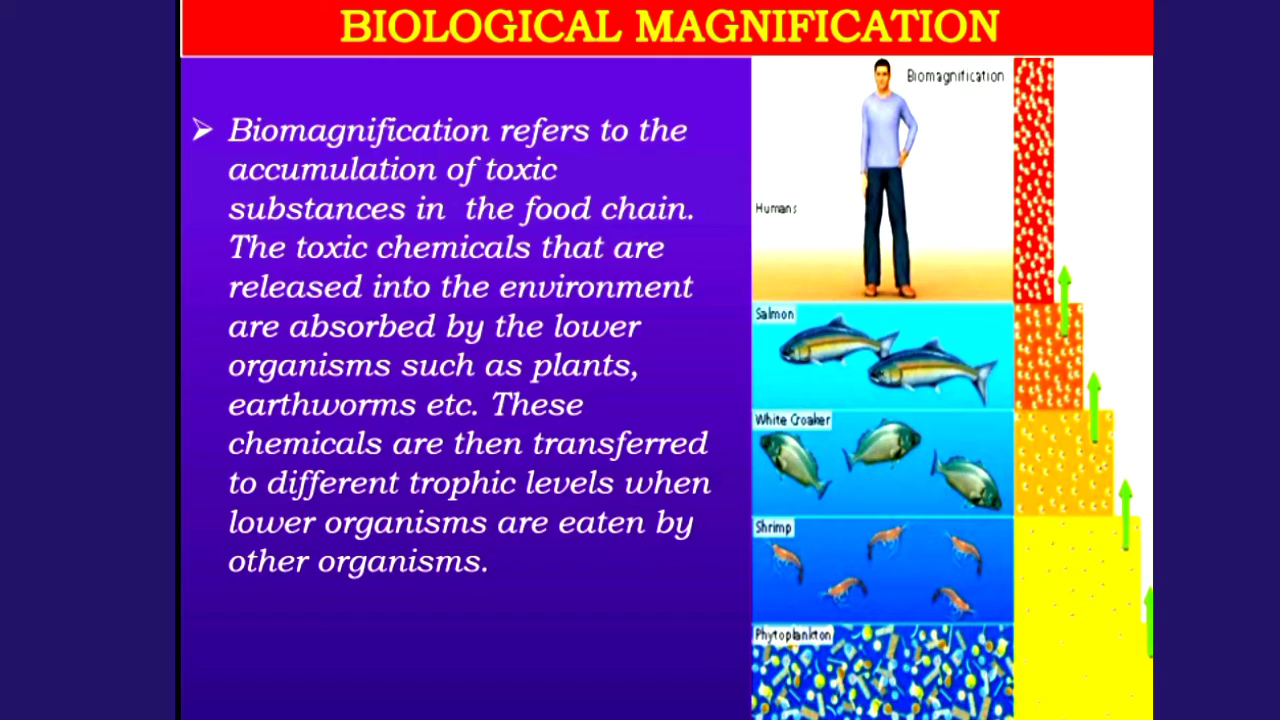 BIOLOGICAL MAGNIFICATION
➢ Biomagnification refers to the
accumulation of toxic
substances in the food chain.
The toxic chemicals that are
released into the environment
are absorbed by the lower
organisms such as plants,
earthworms etc. These
chemicals are then transferred
to different trophic levels when
lower organisms are eaten by
other organisms.
Biomagnification
Humans
Salmon
White Croaker
Shrimp
Phytoplankton